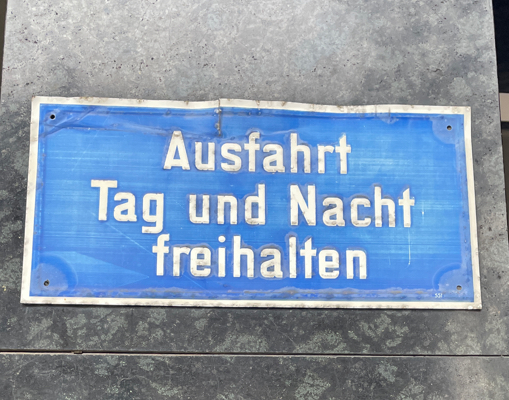 Ausfahrt
Tag und Nacht
freihalten